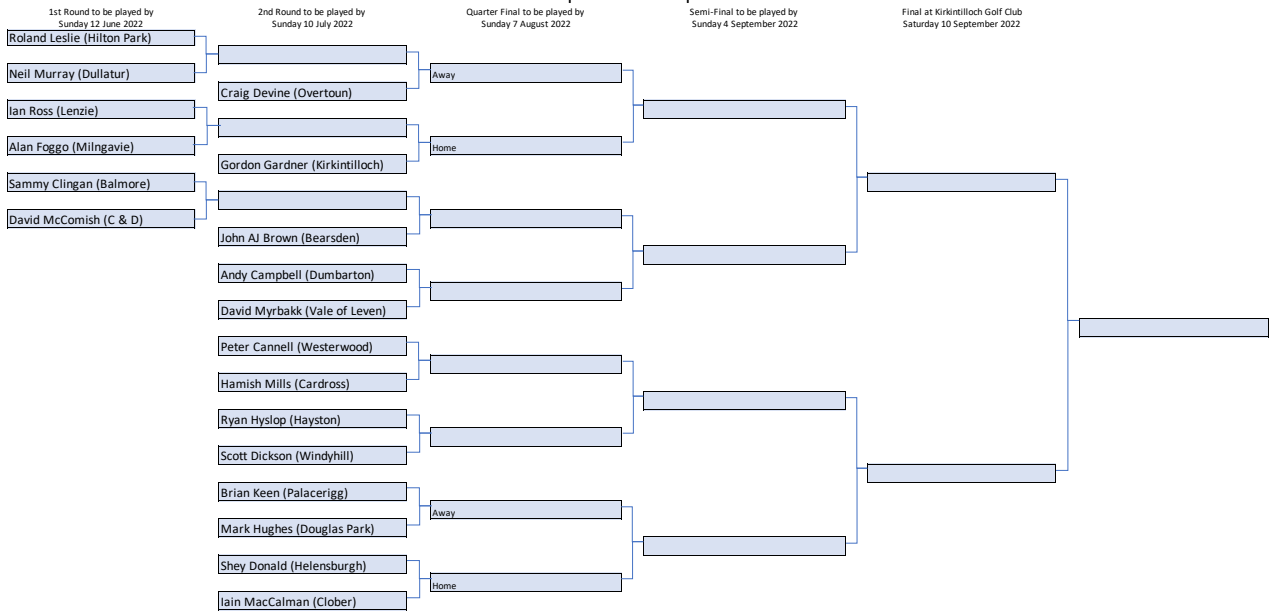 1st Round to be played by
Sunday 12 June 2022
2nd Round to be played by
Sunday 10 July 2022
Quarter Final to be played by
Sunday 7 August 2022
Semi-Final to be played by
Sunday 4 September 2022
Final at Kirkintilloch Golf Club
Saturday 10 September 2022
Roland Leslie (Hilton Park)
Neil Murray (Dullatur)
Ian Ross (Lenzie)
Alan Foggo (Milngavie)
Sammy Clingan (Balmore)
David McComish (C & D)
Craig Devine (Overtoun)
Gordon Gardner (Kirkintilloch)
John AJ Brown (Bearsden)
Andy Campbell (Dumbarton)
David Myrbakk (Vale of Leven)
Peter Cannell (Westerwood)
Hamish Mills (Cardross)
Ryan Hyslop (Hayston)
Scott Dickson (Windyhill)
Brian Keen (Palacerigg)
Mark Hughes (Douglas Park)
Shey Donald (Helensburgh)
Iain MacCalman (Clober)
Away
Home
Away
Home